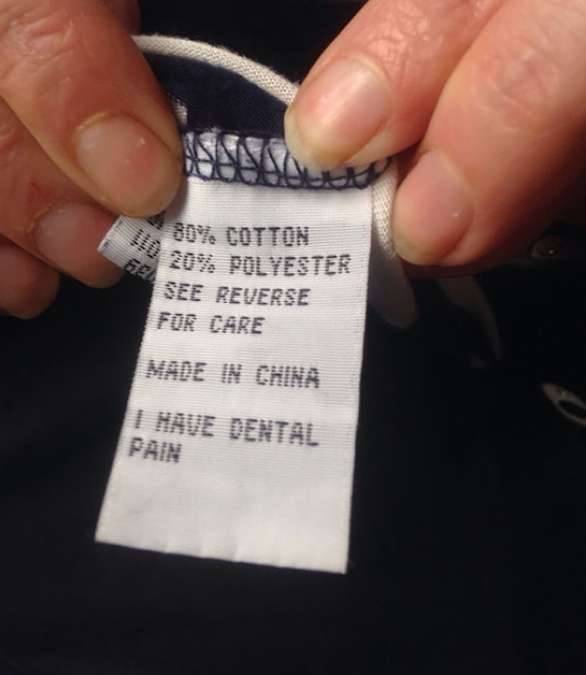 80% COTTON
20% POLYESTER
SEE REVERSE
FOR CARE
MADE IN CHINA
I HAVE DENTAL
PAIN